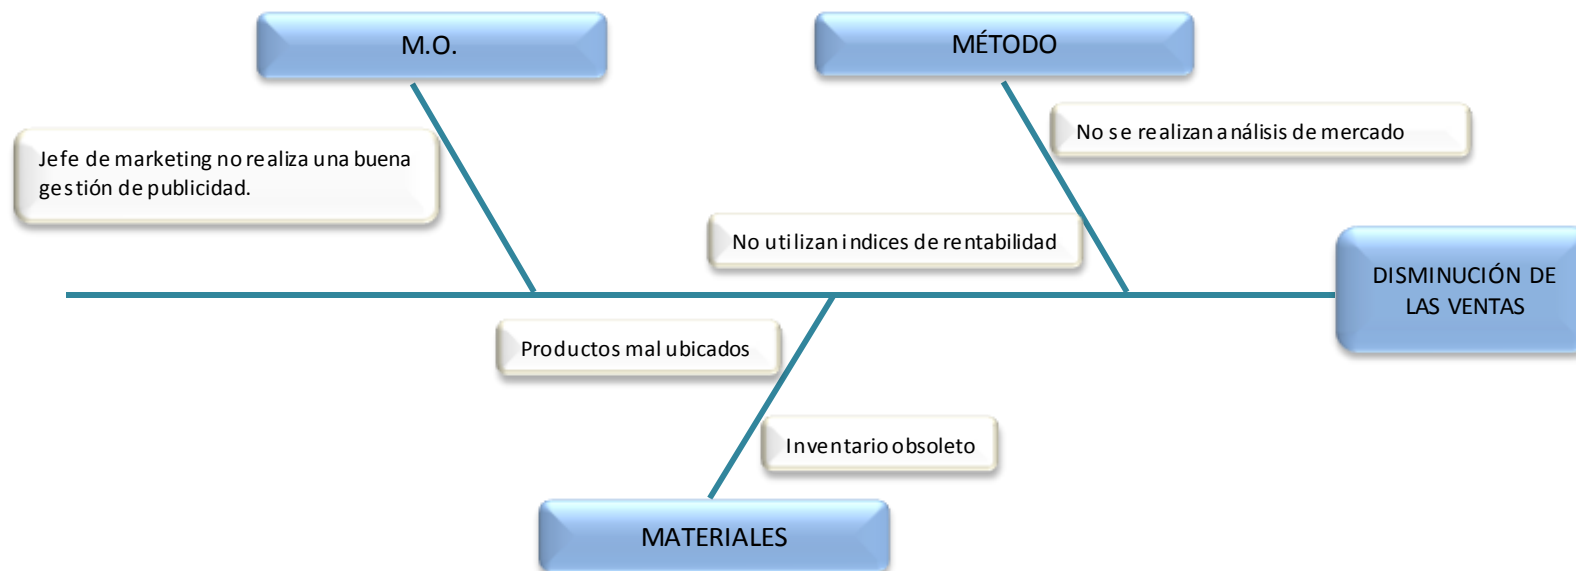 M.O.
MÉTODO
No se realizan análisis de mercado
Jefe de marketing no realiza una buena
gestión de publicidad.
No utilizan indices de rentabilidad
DISMINUCIÓN DE
LAS VENTAS
Productos mal ubicados
Inventario obsoleto
MATERIALES